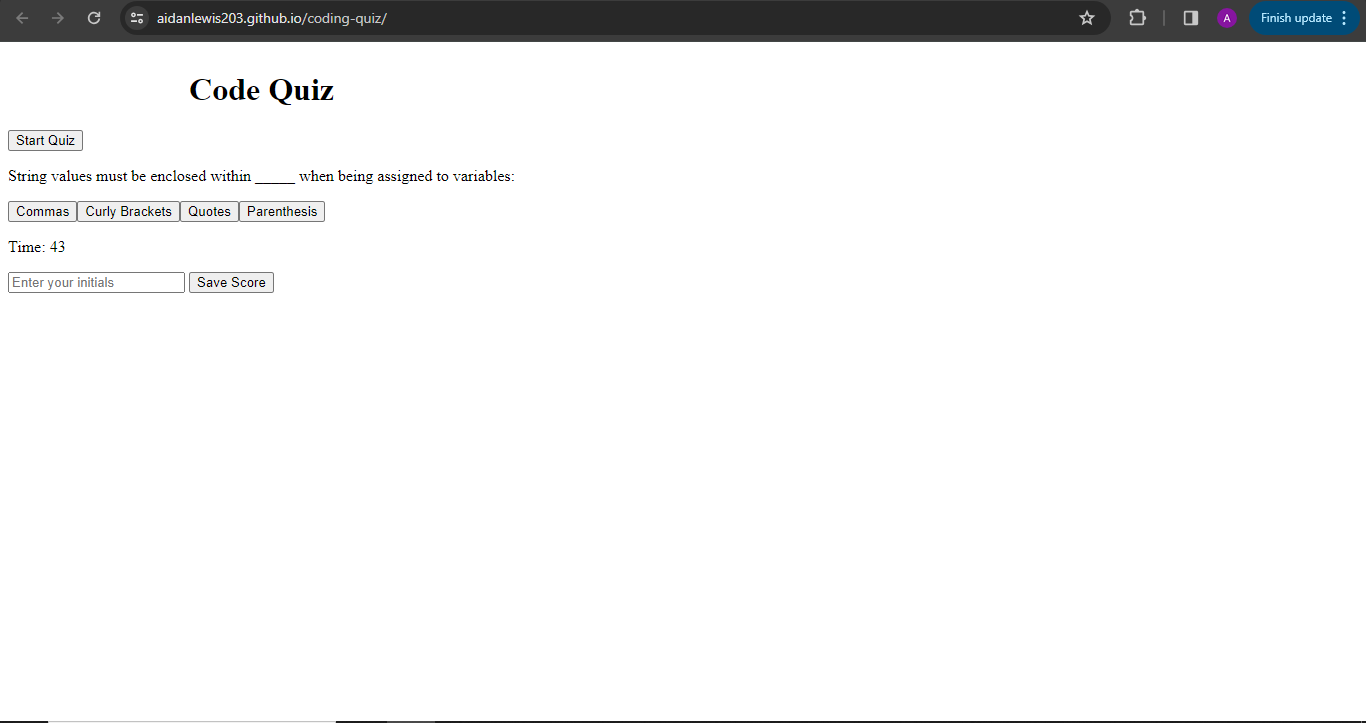 aidanlewis203.github.io/coding-quiz/ A Finish update
Code Quiz
Start Quiz
String values must be enclosed within _____ when being assigned to variables:
Commas Curly Brackets Quotes Parenthesis
Time: 43
Enter your initials Save Score